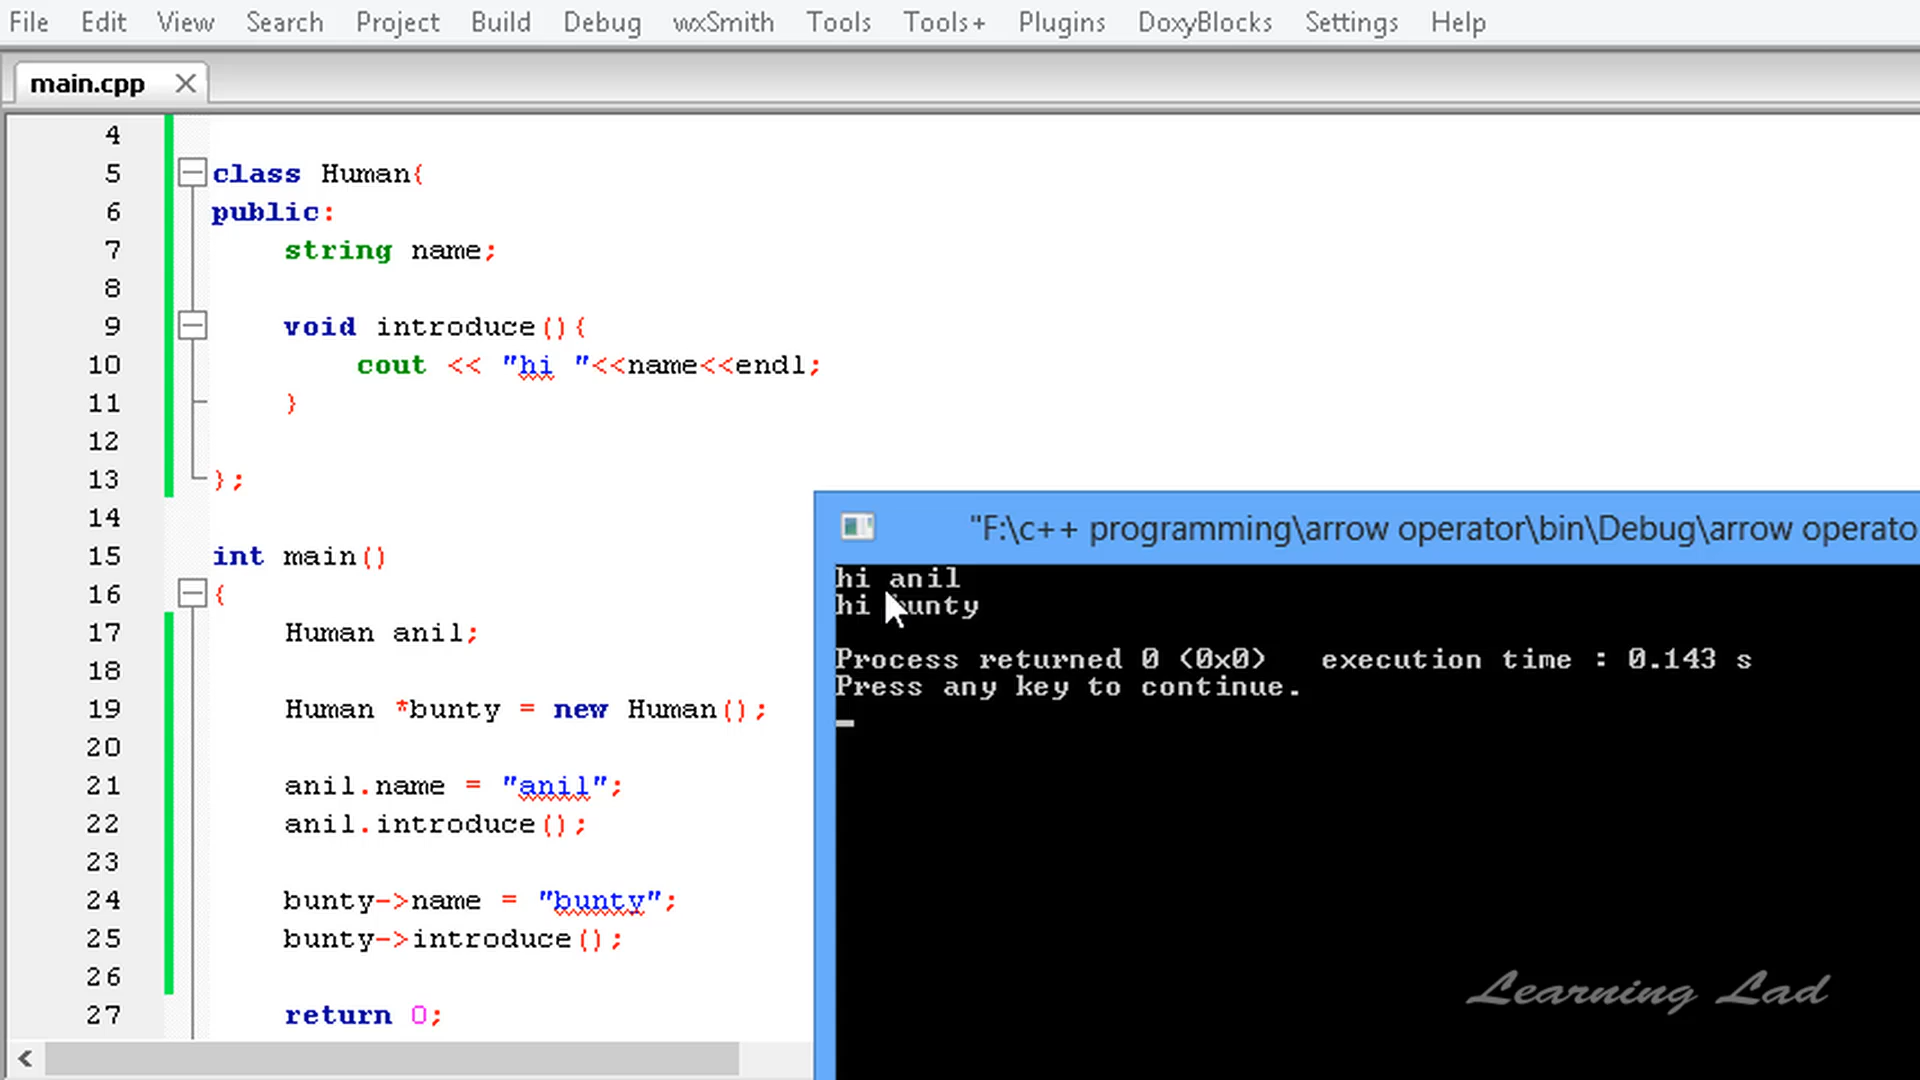 File Edit View Search Project Build Debug wxSmith Tools Tools+ Plugins DoxyBlocks Settings Help
main.cpp
4
5 class Human{
6 public:
7 string name;
8
9 void introduce(){
10 cout << "hi "<<name<<endl;
11 }
12
13 };
14
15 int main()
16 {
17 Human anil;
18
19 Human *bunty = new Human();
20
21 anil.name = "anil";
22 anil.introduce();
23
24 bunty->name = "bunty";
25 bunty->introduce();
26
27 return 0;
"F:\c++ programming\arrow operator\bin\Debug\arrow operato
hi anil
hi bunty
Process returned 0 (0x0) execution time : 0.143 s
Press any key to continue.
Learning Lad